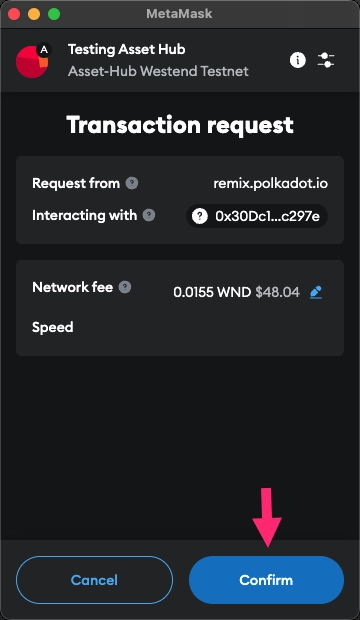 MetaMask
A
Testing Asset Hub
Asset-Hub Westend Testnet
i
Transaction request
Request from ? remix.polkadot.io
Interacting with ? ? 0x30Dc1...c297e
Network fee ? 0.0155 WND $48.04
Speed
Cancel Confirm